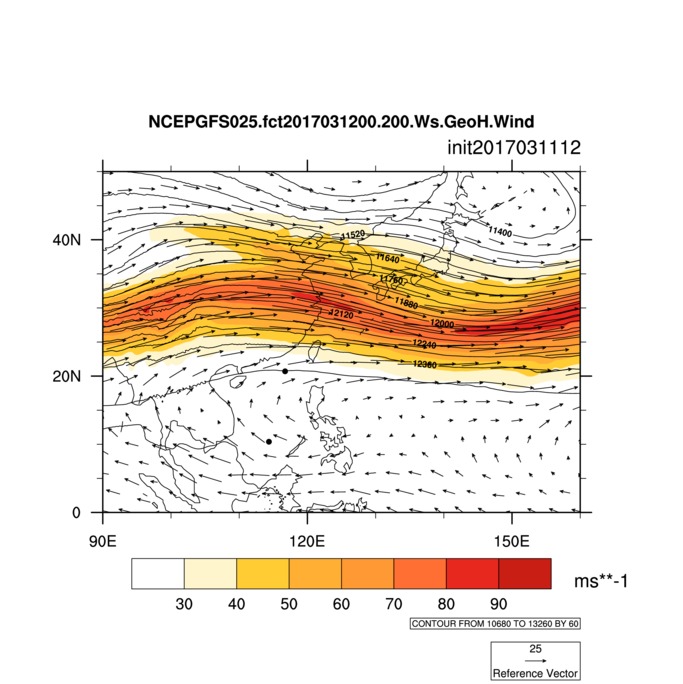 NCEPGFS025.fct2017031200.200.Ws.GeoH.Wind
init2017031112
40N
20N
0
11400
11520
11640
11760
11880
12000
12120
12240
12360
90E
120E
150E
30 40 50 60 70 80 90
ms**-1
CONTOUR FROM 10680 TO 13260 BY 60
25
Reference Vector